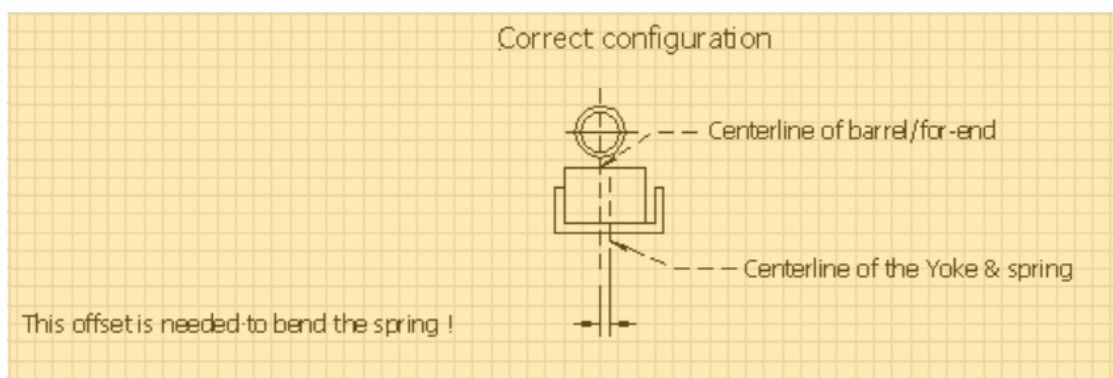 Correct configuration
Centerline of barrel/for-end
Centerline of the Yoke & spring
This offset is needed to bend the spring !